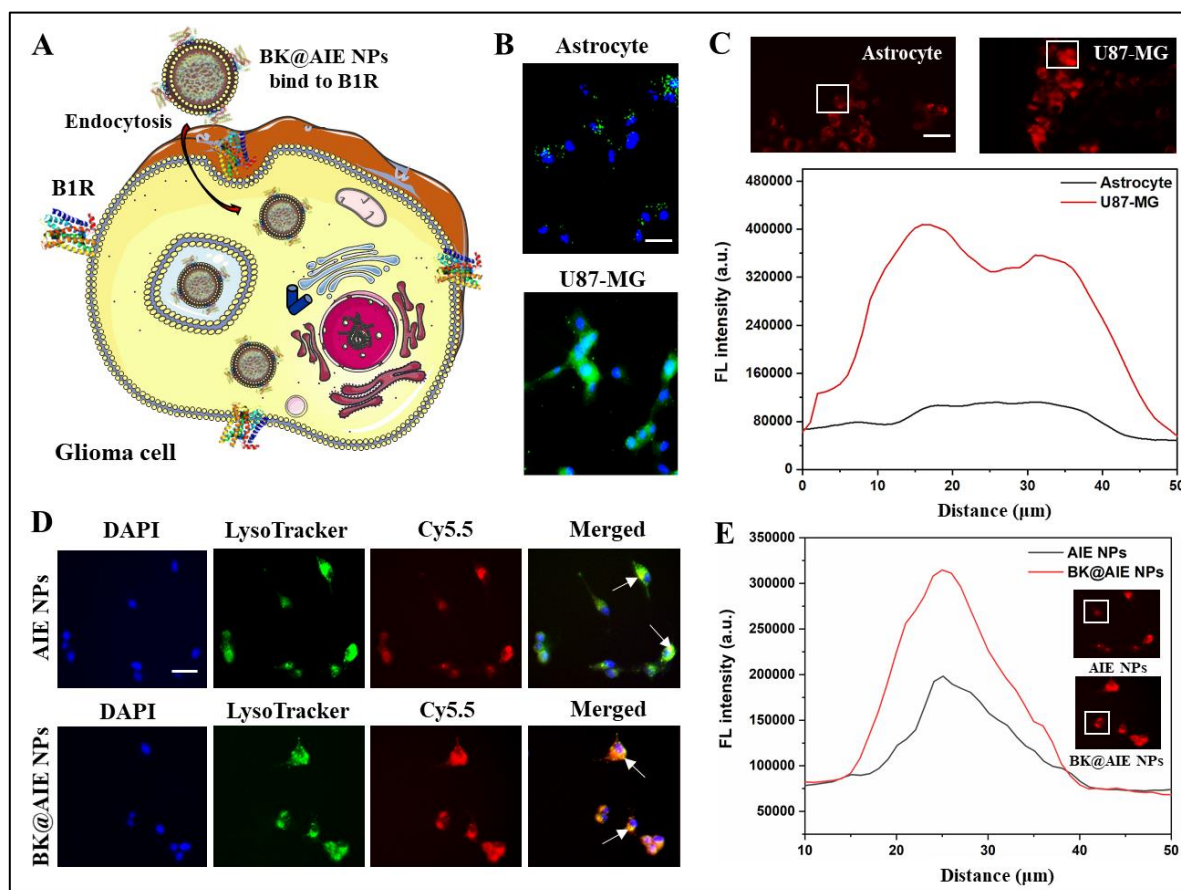 A
BK@AIE NPs
bind to B1R
Endocytosis
B1R
Glioma cell
B
Astrocyte
U87-MG
C
Astrocyte
U87-MG
480000
400000
320000
240000
160000
80000
0
FL intensity (a.u.)
Astrocyte
U87-MG
0
10
20
30
40
50
Distance (μm)
D
DAPI
LysoTracker
Cy5.5
Merged
AIE NPs
DAPI
LysoTracker
Cy5.5
Merged
BK@AIE NPs
E
350000
300000
250000
200000
150000
100000
50000
FL intensity (a.u.)
AIE NPs
BK@AIE NPs
AIE NPs
BK@AIE NPs
10
20
30
40
50
Distance (μm)